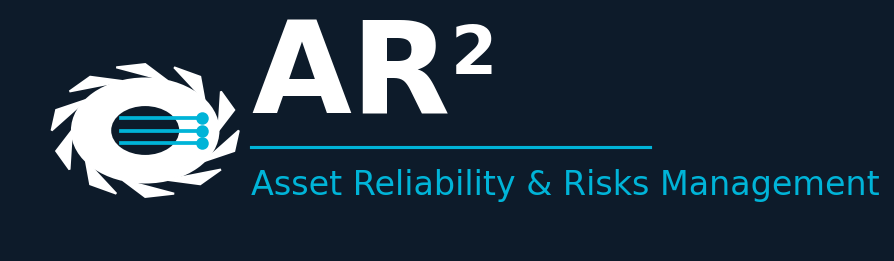 AR²
Asset Reliability & Risks Management